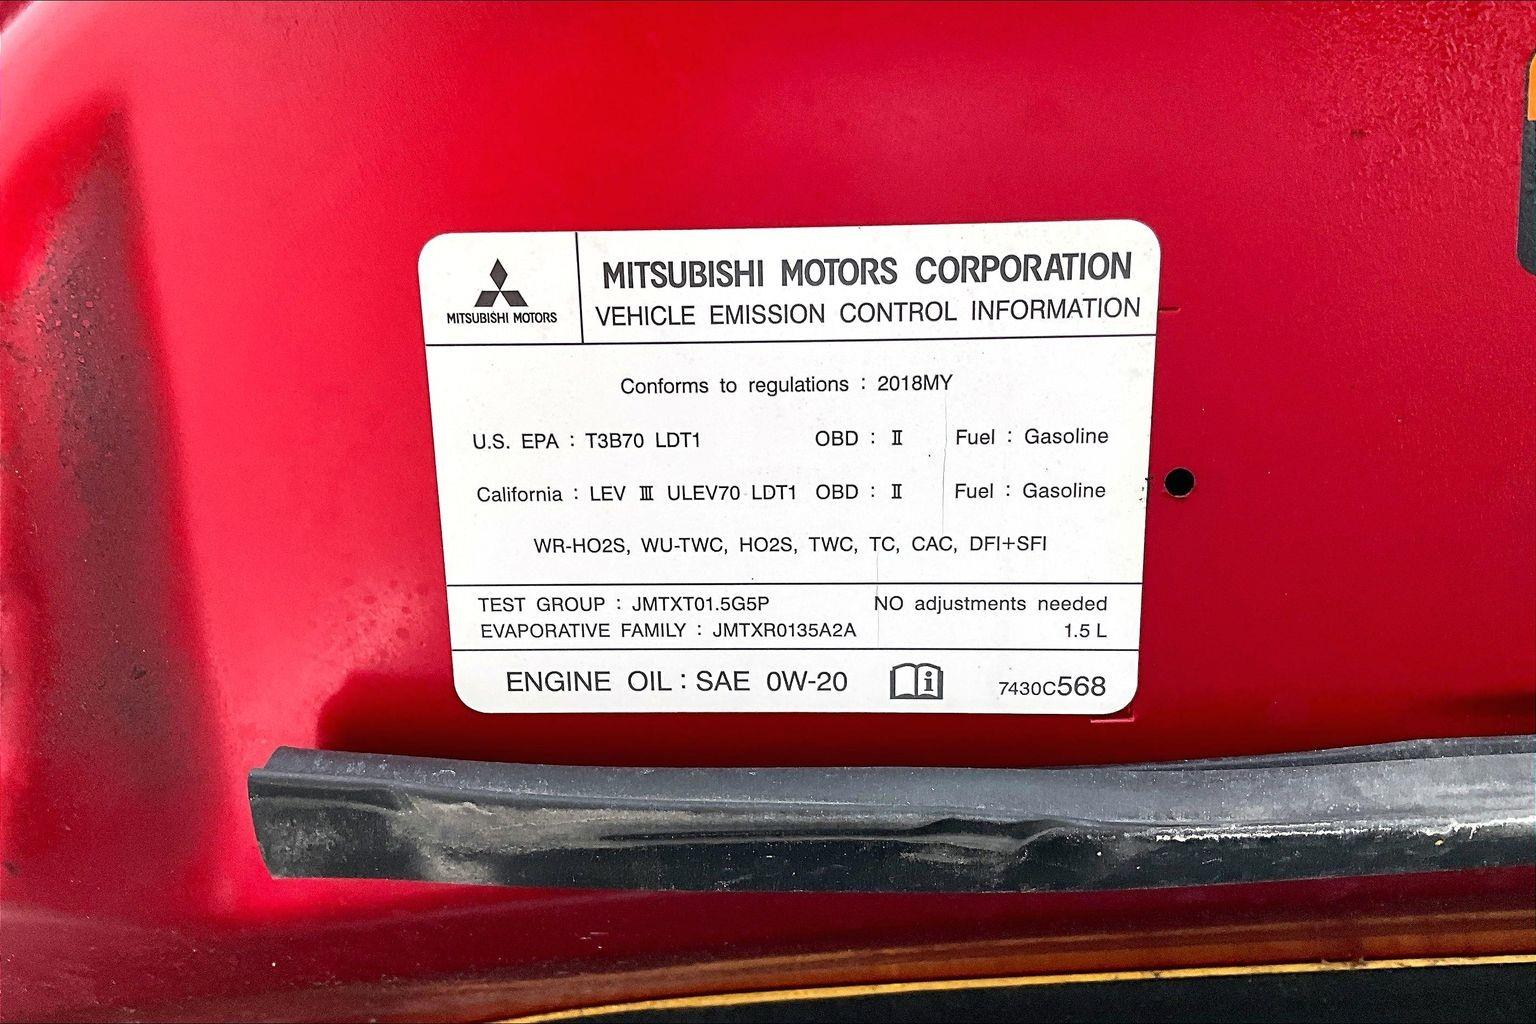 MITSUBISHI MOTORS
MITSUBISHI MOTORS CORPORATION
VEHICLE EMISSION CONTROL INFORMATION
Conforms to regulations : 2018MY
U.S. EPA : T3B70 LDT1 OBD : Ⅱ Fuel : Gasoline
California : LEV Ⅲ ULEV70 LDT1 OBD : Ⅱ Fuel : Gasoline
WR-HO2S, WU-TWC, HO2S, TWC, TC, CAC, DFI+SFI
TEST GROUP : JMTXT01.5G5P NO adjustments needed
EVAPORATIVE FAMILY : JMTXR0135A2A 1.5 L
ENGINE OIL : SAE 0W-20 i 7430C568